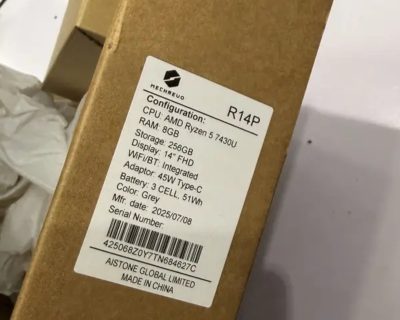 MECHREVO
R14P
Configuration:
CPU: AMD Ryzen 5 7430U
RAM: 8GB
Storage: 256GB
Display: 14" FHD
WiFi/BT: Integrated
Adaptor: 45W Type-C
Battery: 3 CELL, 51Wh
Color: Grey
Mfr. date: 2025/07/08
Serial Number:
425068Z0Y7TN684627C
AISTONE GLOBAL LIMITED
MADE IN CHINA